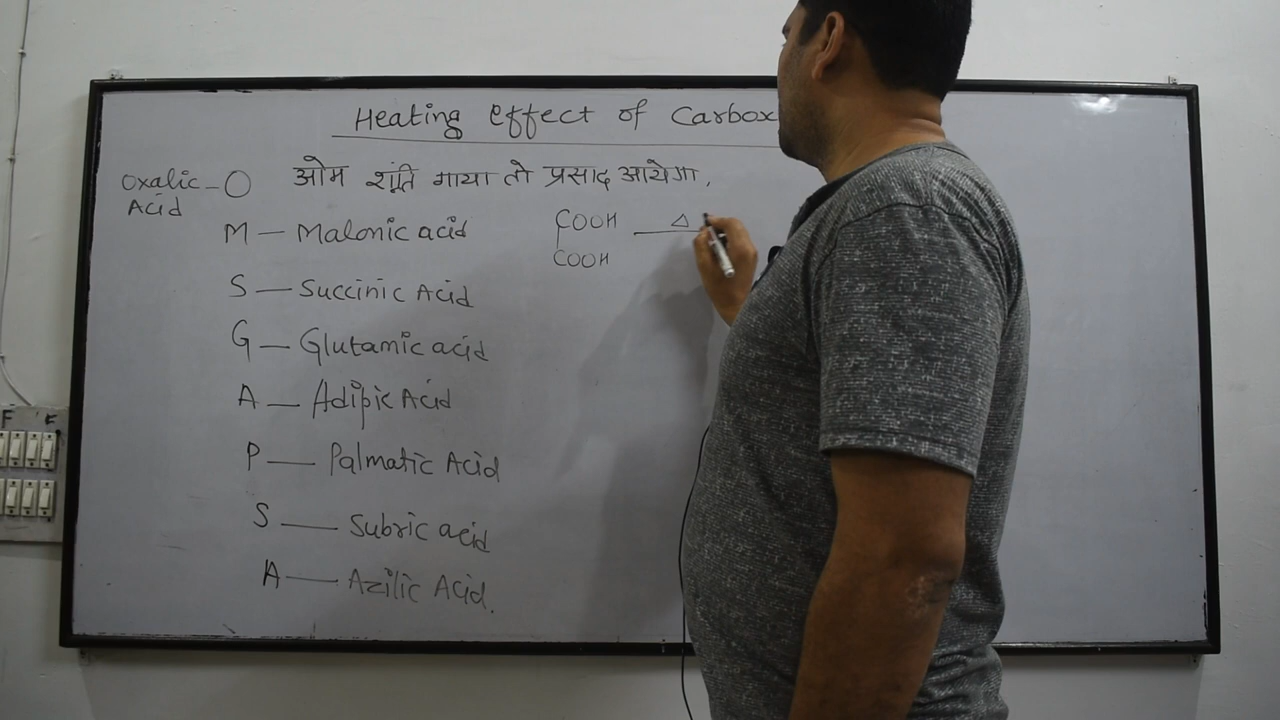 Heating effect of Carbox
ओम शांति गाया तो प्रसाद आयेगा,
Oxalic - O
Acid
M — Malonic acid
COOH Δ
COOH
S — Succinic Acid
G — Glutamic acid
A — Adipic Acid
P — Palmatic Acid
S — Subric acid
A — Azilic Acid.
F F